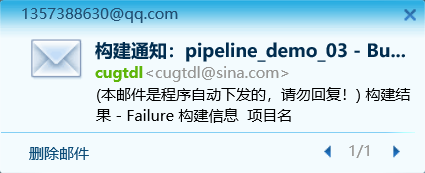 1357388630@qq.com
构建通知：pipeline_demo_03 - Bu...
cugtdl<cugtdl@sina.com>
(本邮件是程序自动下发的，请勿回复！) 构建结
果 - Failure 构建信息 项目名
删除邮件 1/1